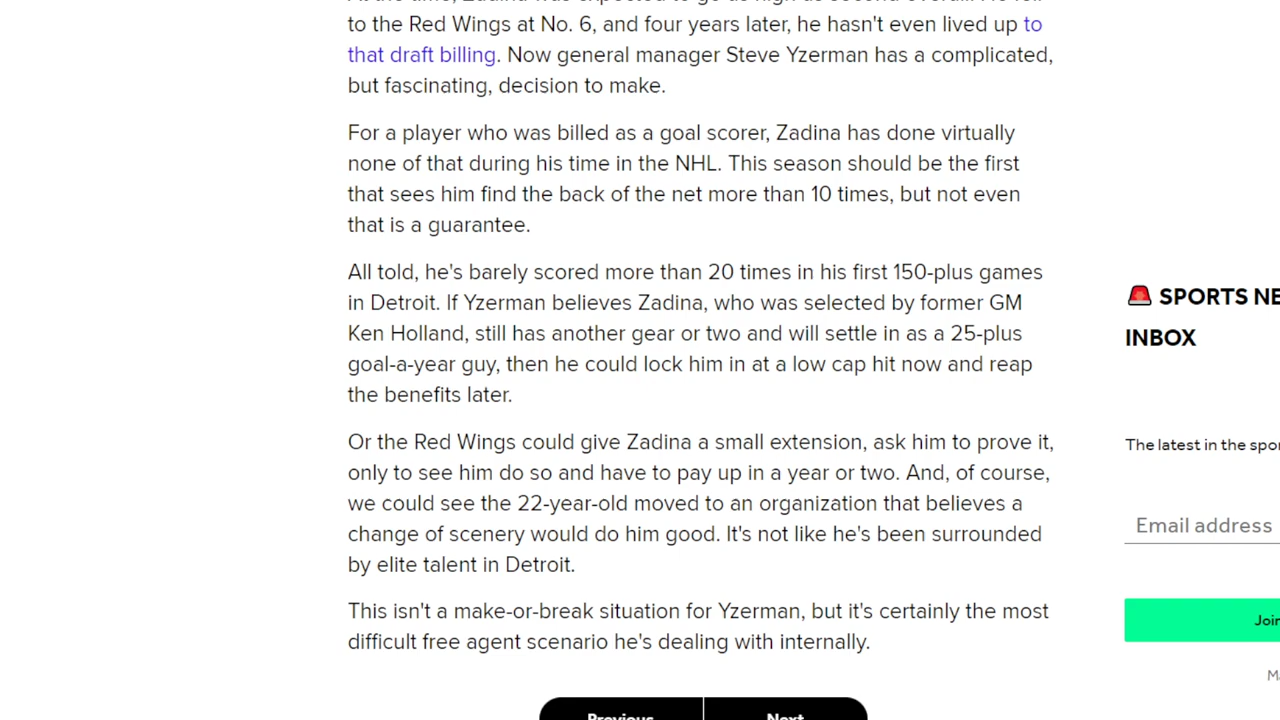 to the Red Wings at No. 6, and four years later, he hasn't even lived up to
that draft billing. Now general manager Steve Yzerman has a complicated,
but fascinating, decision to make.
For a player who was billed as a goal scorer, Zadina has done virtually
none of that during his time in the NHL. This season should be the first
that sees him find the back of the net more than 10 times, but not even
that is a guarantee.
All told, he's barely scored more than 20 times in his first 150-plus games
in Detroit. If Yzerman believes Zadina, who was selected by former GM
Ken Holland, still has another gear or two and will settle in as a 25-plus
goal-a-year guy, then he could lock him in at a low cap hit now and reap
the benefits later.
Or the Red Wings could give Zadina a small extension, ask him to prove it,
only to see him do so and have to pay up in a year or two. And, of course,
we could see the 22-year-old moved to an organization that believes a
change of scenery would do him good. It's not like he's been surrounded
by elite talent in Detroit.
This isn't a make-or-break situation for Yzerman, but it's certainly the most
difficult free agent scenario he's dealing with internally.
Previous Next
SPORTS NE
INBOX
The latest in the spor
Email address
Join